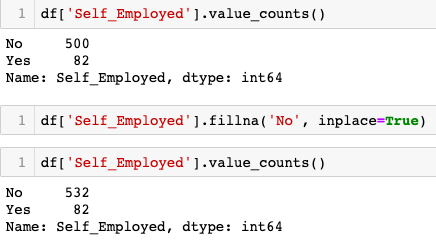 1 df['Self_Employed'].value_counts()
No     500
Yes     82
Name: Self_Employed, dtype: int64
1 df['Self_Employed'].fillna('No', inplace=True)
1 df['Self_Employed'].value_counts()
No     532
Yes     82
Name: Self_Employed, dtype: int64